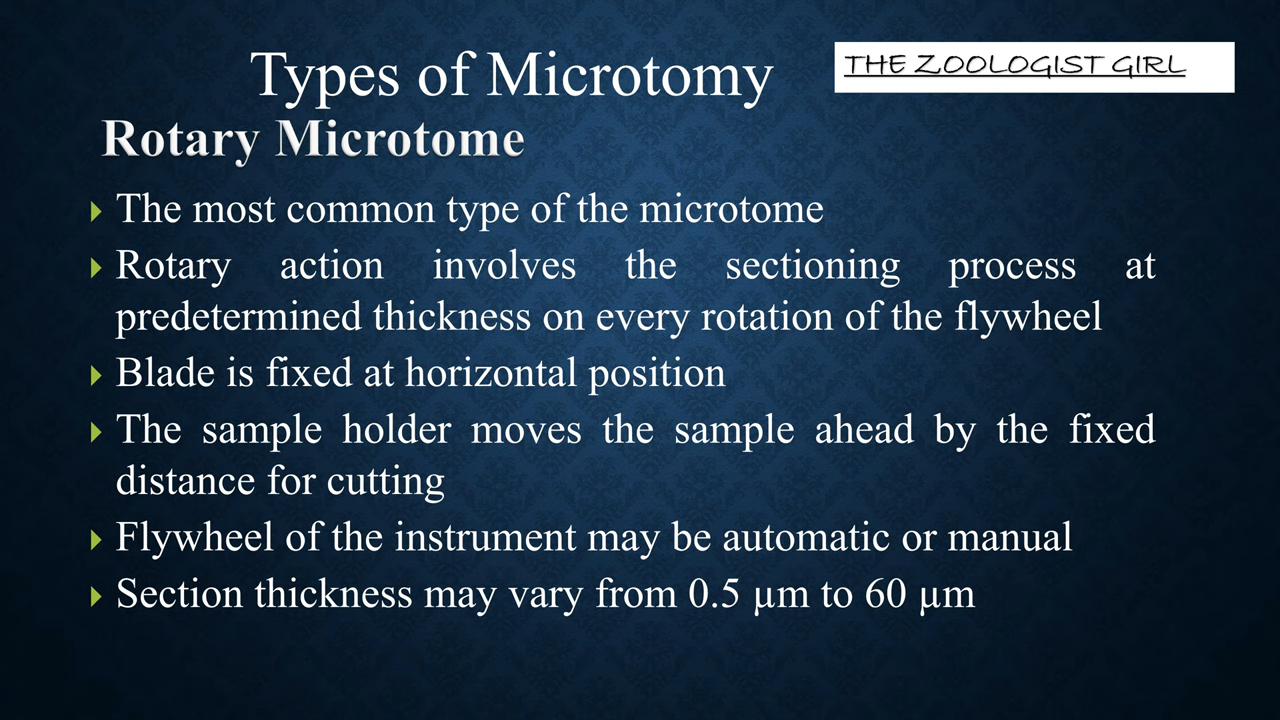 Types of Microtomy
THE ZOOLOGIST GIRL
Rotary Microtome
The most common type of the microtome
Rotary action involves the sectioning process at
predetermined thickness on every rotation of the flywheel
Blade is fixed at horizontal position
The sample holder moves the sample ahead by the fixed
distance for cutting
Flywheel of the instrument may be automatic or manual
Section thickness may vary from 0.5 µm to 60 µm